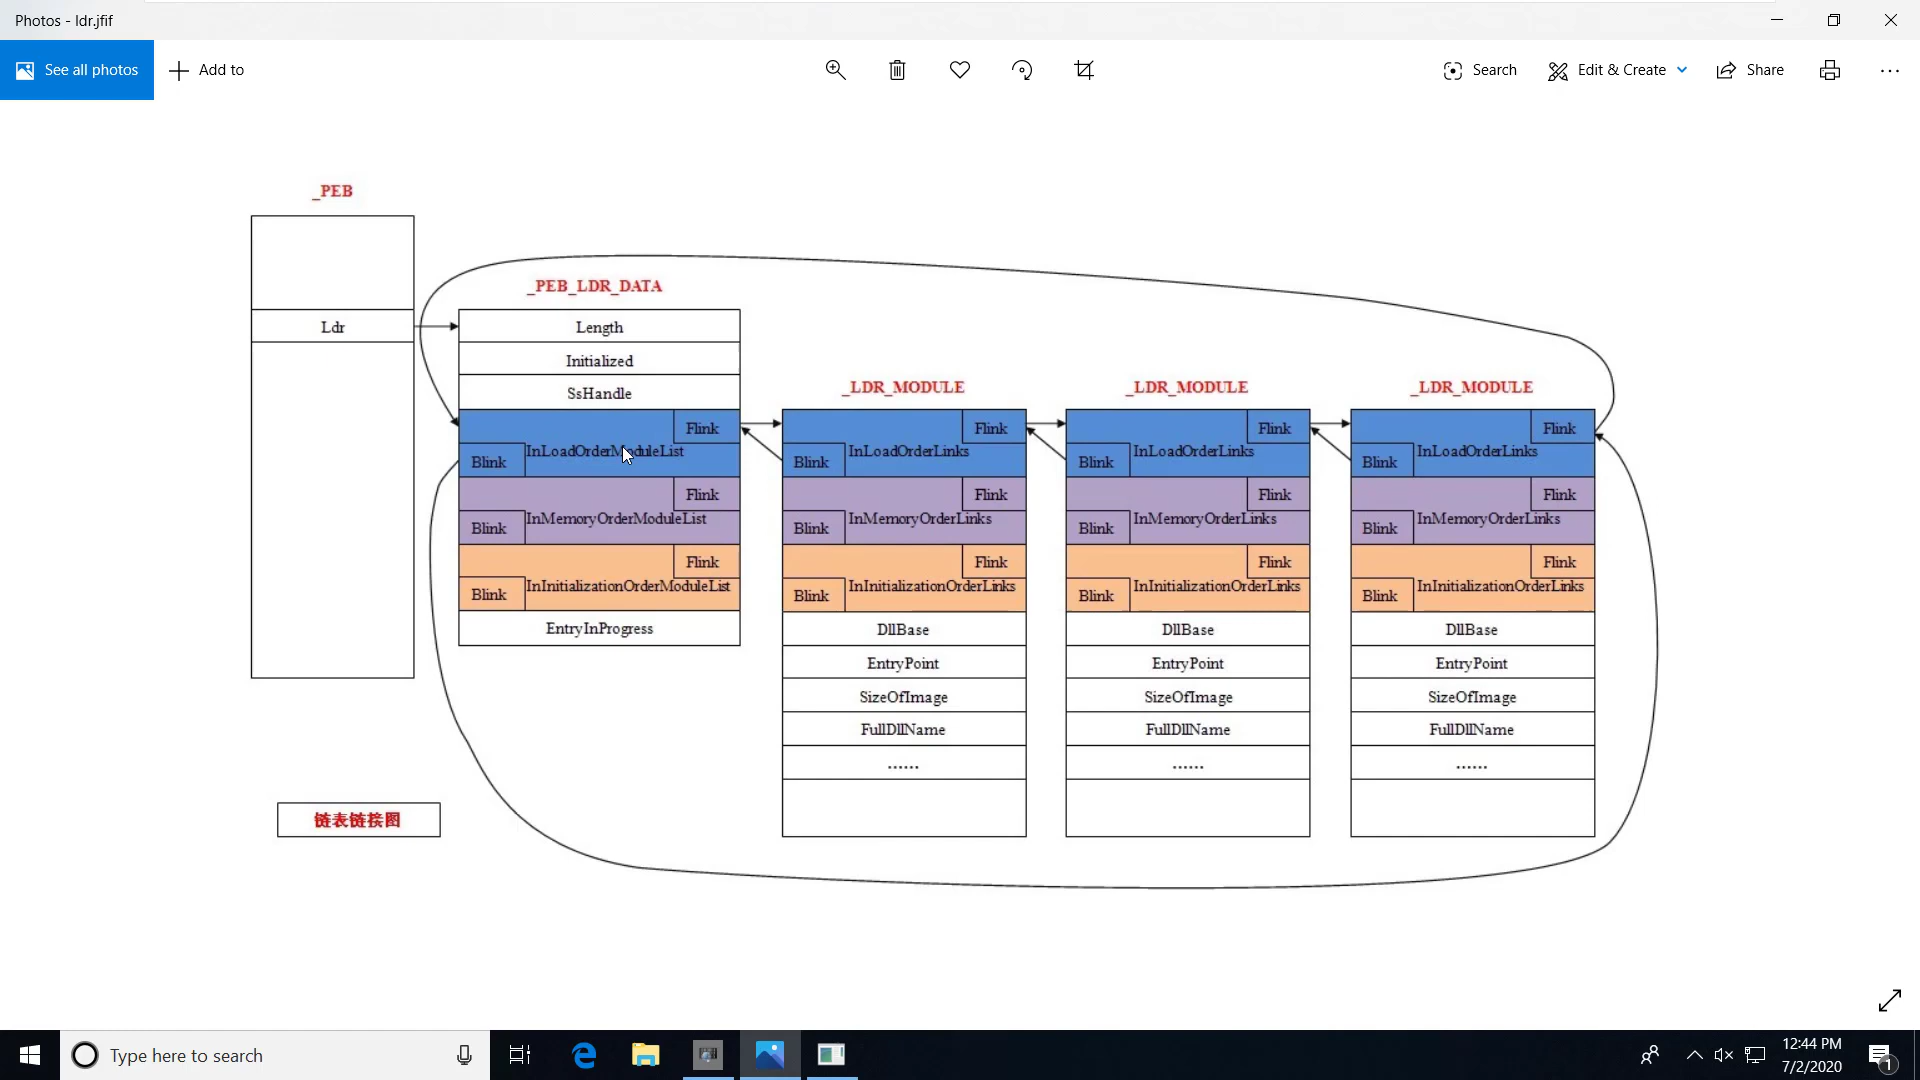 Photos - ldr.jfif
See all photos
Add to
Search
Edit & Create
Share
_PEB
Ldr
_PEB_LDR_DATA
Length
Initialized
SsHandle
Flink
InLoadOrderModuleList
Blink
Flink
InMemoryOrderModuleList
Blink
Flink
InInitializationOrderModuleList
Blink
EntryInProgress
_LDR_MODULE
Flink
InLoadOrderLinks
Blink
Flink
InMemoryOrderLinks
Blink
Flink
InInitializationOrderLinks
Blink
DllBase
EntryPoint
SizeOfImage
FullDllName
......
_LDR_MODULE
Flink
InLoadOrderLinks
Blink
Flink
InMemoryOrderLinks
Blink
Flink
InInitializationOrderLinks
Blink
DllBase
EntryPoint
SizeOfImage
FullDllName
......
_LDR_MODULE
Flink
InLoadOrderLinks
Blink
Flink
InMemoryOrderLinks
Blink
Flink
InInitializationOrderLinks
Blink
DllBase
EntryPoint
SizeOfImage
FullDllName
......
链表链接图
Type here to search
12:44 PM
7/2/2020
1